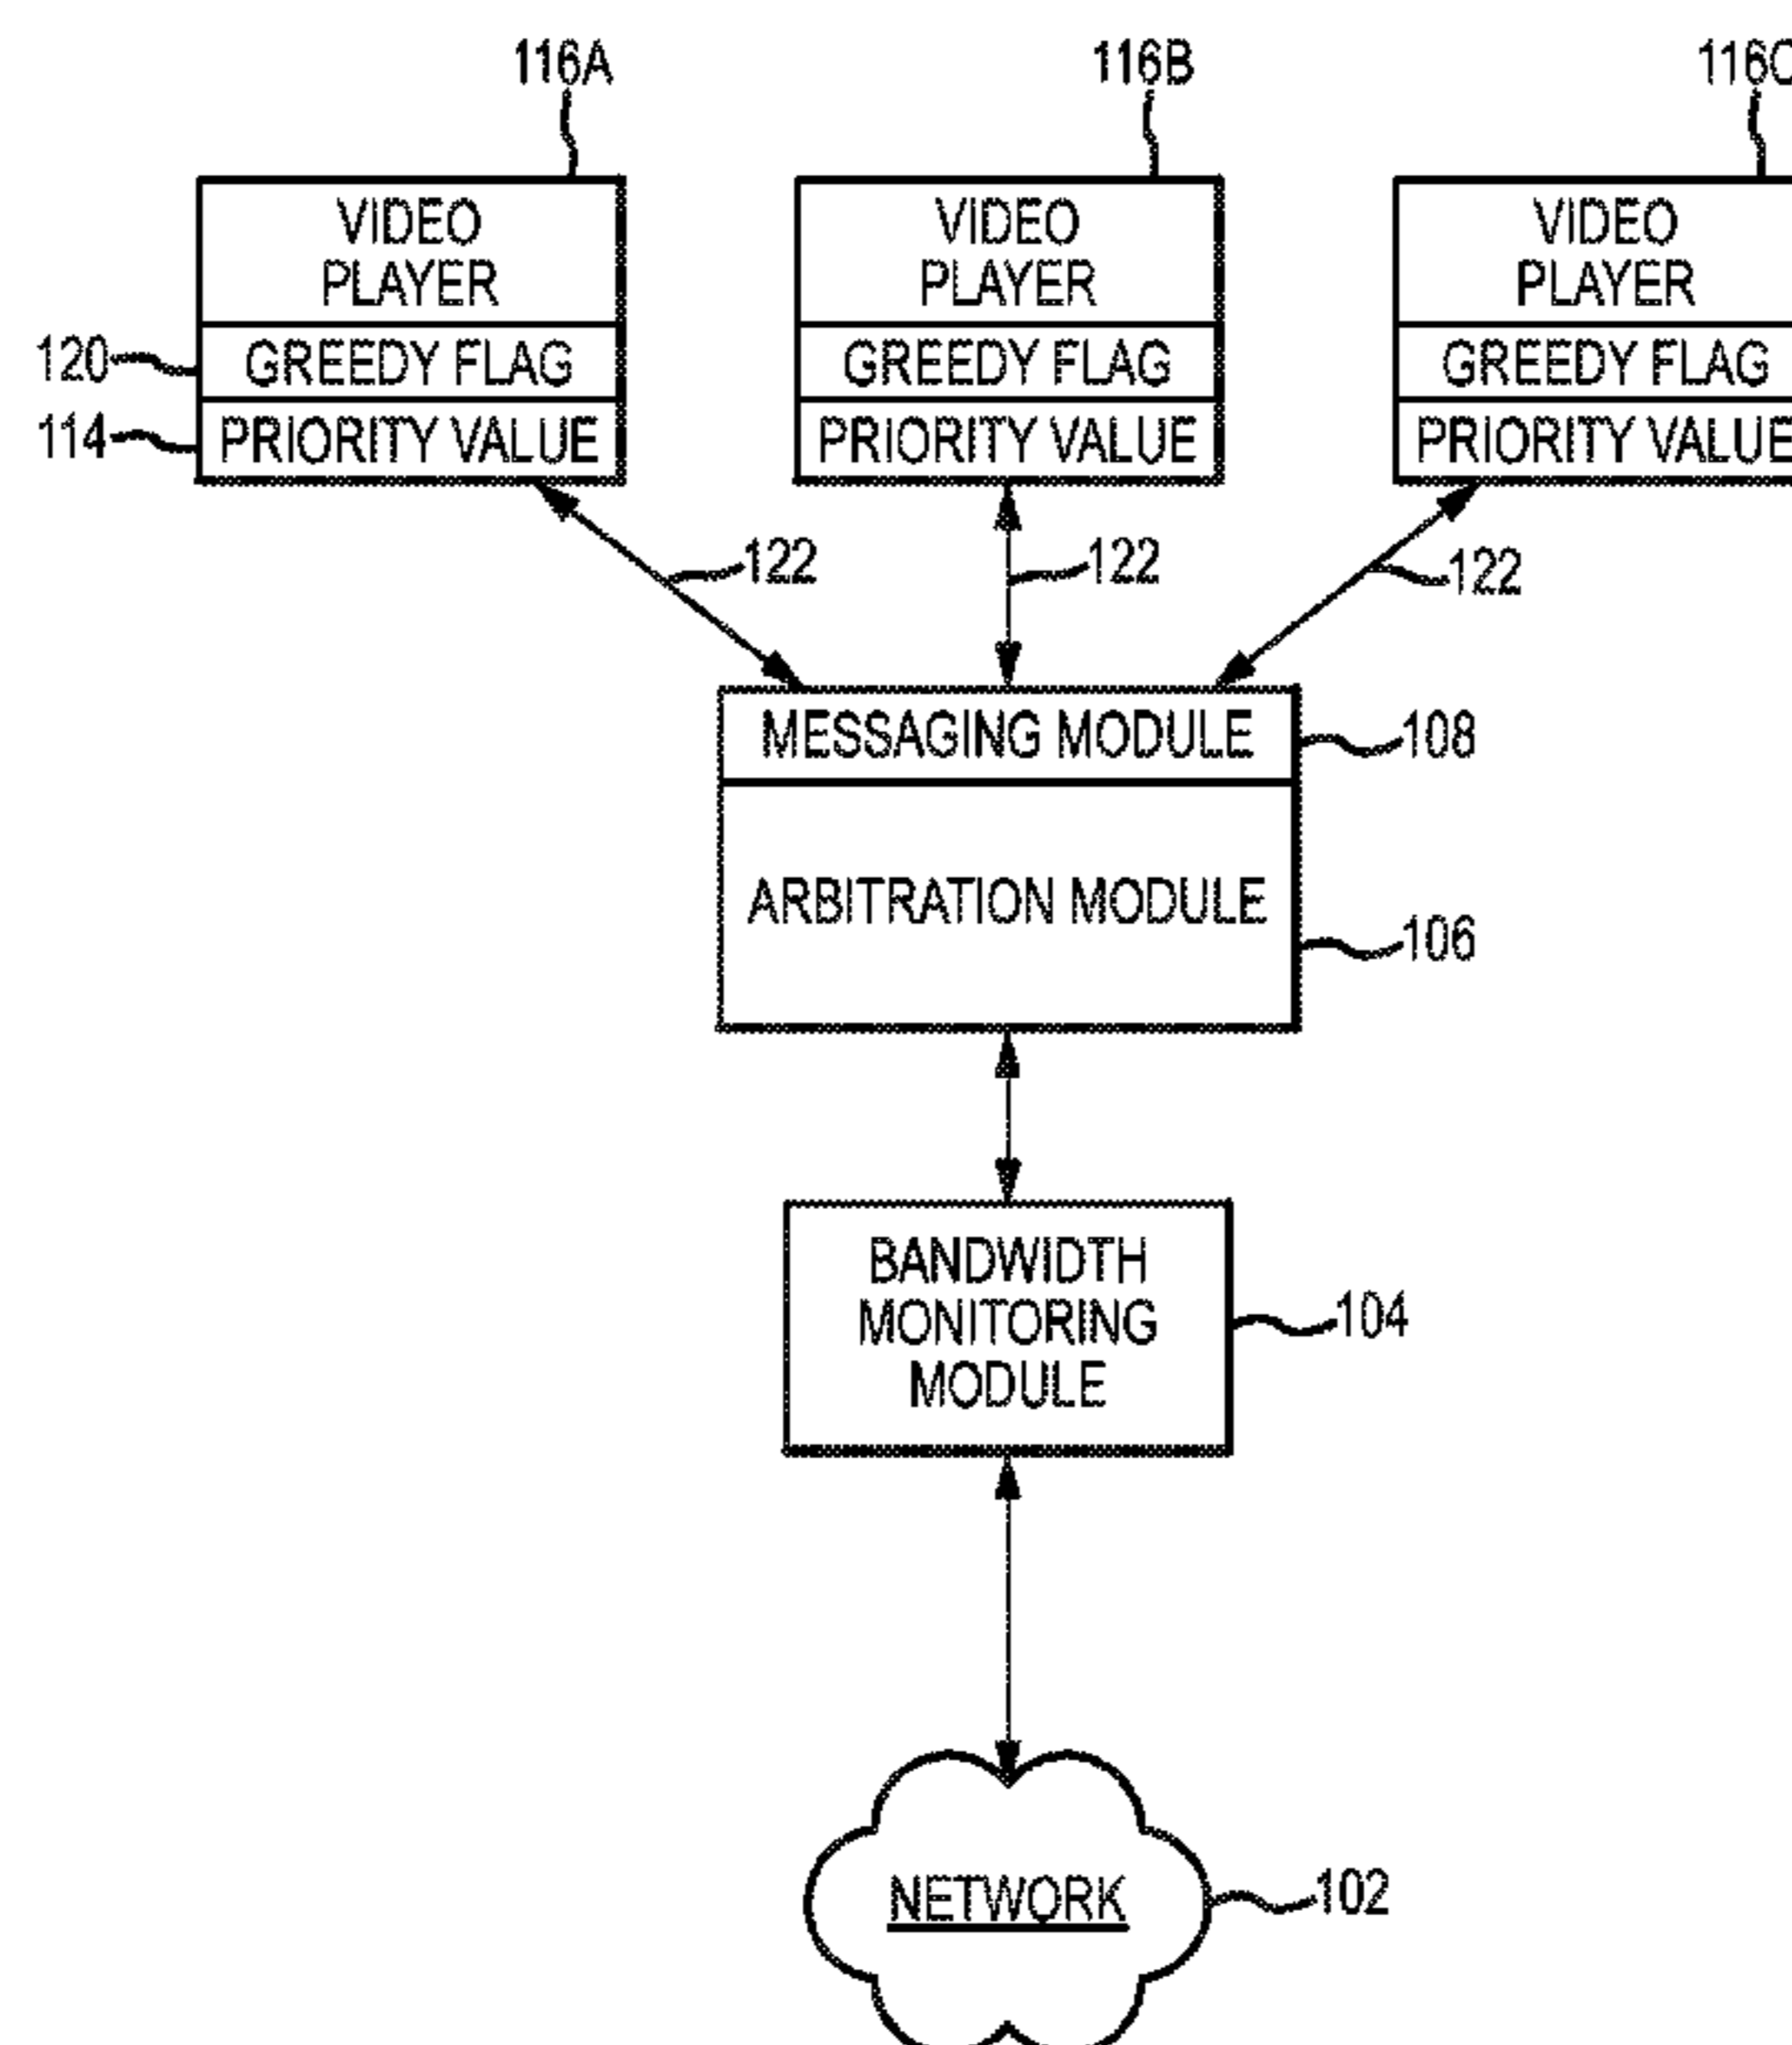 116A
116B
116C
VIDEO
PLAYER
GREEDY FLAG
PRIORITY VALUE
120
114
VIDEO
PLAYER
GREEDY FLAG
PRIORITY VALUE
VIDEO
PLAYER
GREEDY FLAG
PRIORITY VALUE
122
122
122
MESSAGING MODULE
108
ARBITRATION MODULE
106
BANDWIDTH
MONITORING
MODULE
104
NETWORK
102